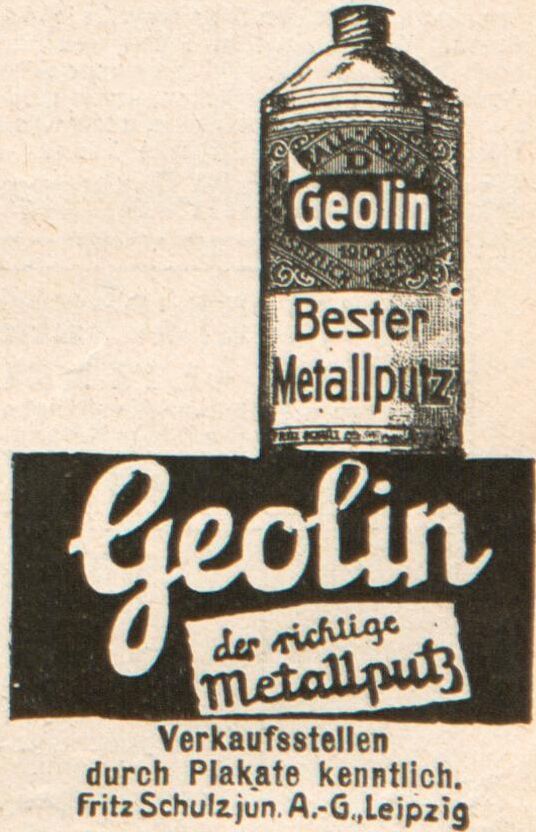 D
Geolin
1900
Bester
Metallputz
Geolin
der richtige
Metallputz
Verkaufsstellen
durch Plakate kenntlich.
Fritz Schulz jun. A.-G., Leipzig